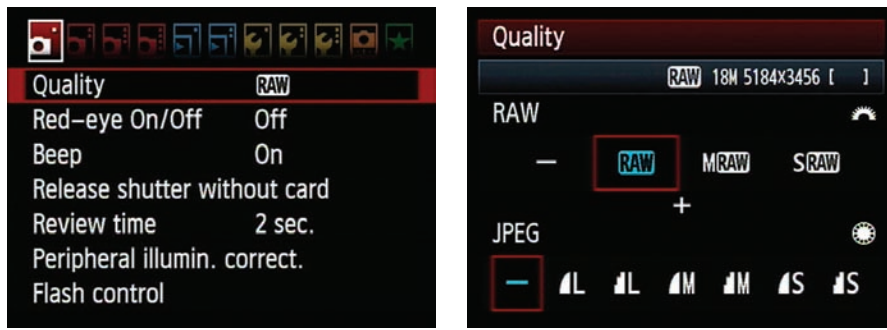 Quality RAW
Red-eye On/Off Off
Beep On
Release shutter without card
Review time 2 sec.
Peripheral illumin. correct.
Flash control
Quality
RAW 18M 5184x3456 [ ]
RAW
— RAW MRAW SRAW
+
JPEG
— L L M M S S